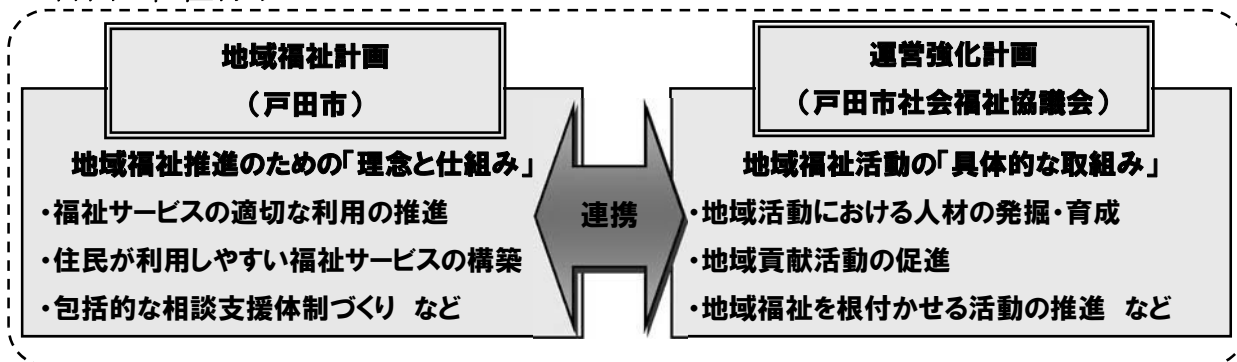 地域福祉計画
(戸田市)
地域福祉推進のための「理念と仕組み」
・福祉サービスの適切な利用の推進
・住民が利用しやすい福祉サービスの構築
・包括的な相談支援体制づくり など
連携
運営強化計画
(戸田市社会福祉協議会)
地域福祉活動の「具体的な取組み」
・地域活動における人材の発掘・育成
・地域貢献活動の促進
・地域福祉を根付かせる活動の推進 など